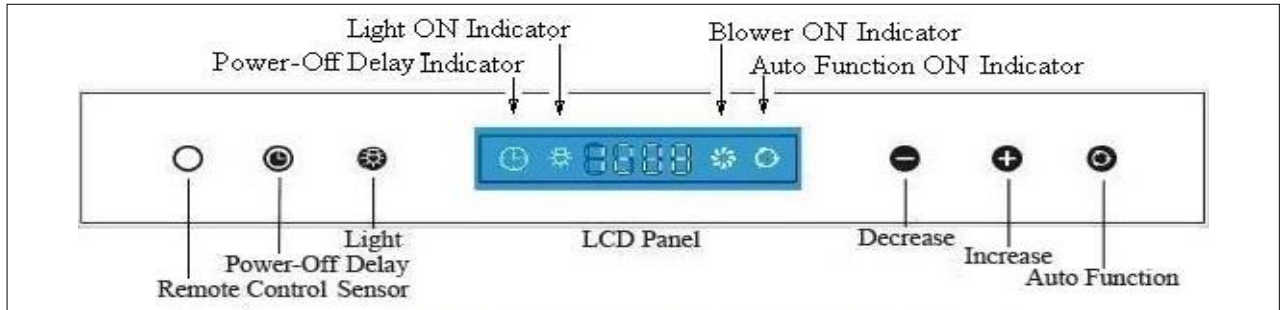 Light ON Indicator
Blower ON Indicator
Power-Off Delay Indicator
Auto Function ON Indicator
Light
LCD Panel
Decrease
Power-Off Delay
Increase
Remote Control Sensor
Auto Function